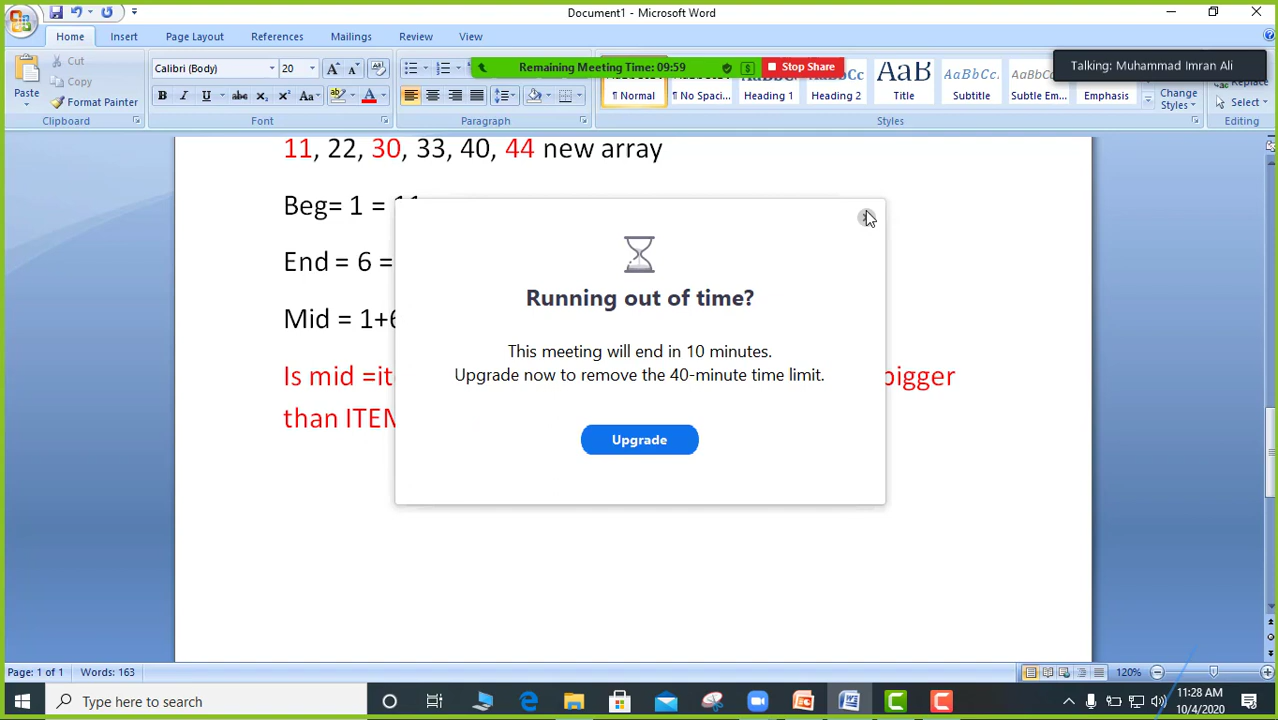 Document1 - Microsoft Word
Home Insert Page Layout References Mailings Review View
Remaining Meeting Time: 09:59
Stop Share
Talking: Muhammad Imran Ali
Paste
Cut
Copy
Format Painter
Calibri (Body) 20
¶ Normal
¶ No Spaci...
Heading 1
Heading 2
Title
Subtitle
Subtle Em...
Emphasis
Change
Styles
Replace
Select
Clipboard Font Paragraph Styles Editing
11, 22, 30, 33, 40, 44 new array
Beg= 1 = 11
End = 6 =
Mid = 1+6
Is mid =ite
bigger
than ITEM
Running out of time?
This meeting will end in 10 minutes.
Upgrade now to remove the 40-minute time limit.
Upgrade
Page: 1 of 1 Words: 163 120%
Type here to search
11:28 AM
10/4/2020